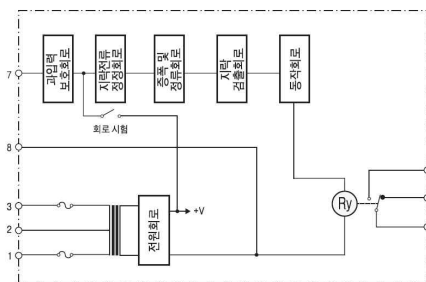 7
과입력
보호회로
지락전류
정정회로
증폭 및
정류회로
지락
검출회로
동작회로
회로 시험
8
3
2
1
전원회로
+V
Ry